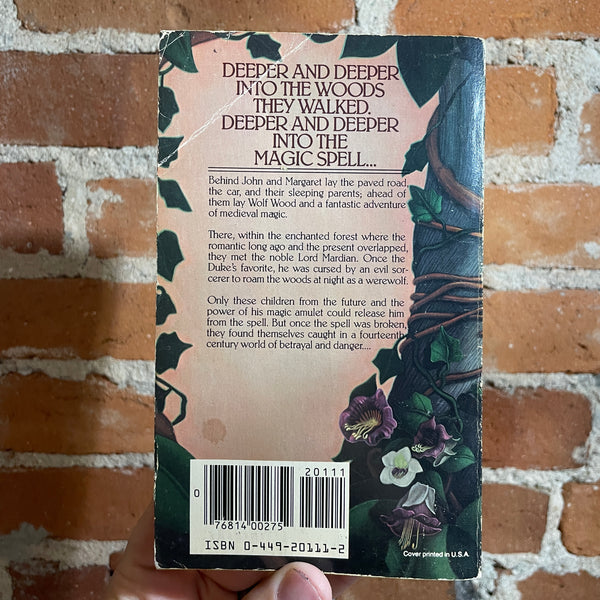 DEEPER AND DEEPER
INTO THE WOODS
THEY WALKED.
DEEPER AND DEEPER
INTO THE
MAGIC SPELL...
Behind John and Margaret lay the paved road,
the car, and their sleeping parents; ahead of
them lay Wolf Wood and a fantastic adventure
of medieval magic.
There, within the enchanted forest where the
romantic long ago and the present overlapped,
they met the noble Lord Mardian. Once the
Duke's favorite, he was cursed by an evil sor-
cerer to roam the woods at night as a werewolf.
Only these children from the future and the
power of his magic amulet could release him
from the spell. But once the spell was broken,
they found themselves caught in a fourteenth
century world of betrayal and danger....
20111
0
76814 00275
ISBN 0-449-20111-2
Cover printed in U.S.A.